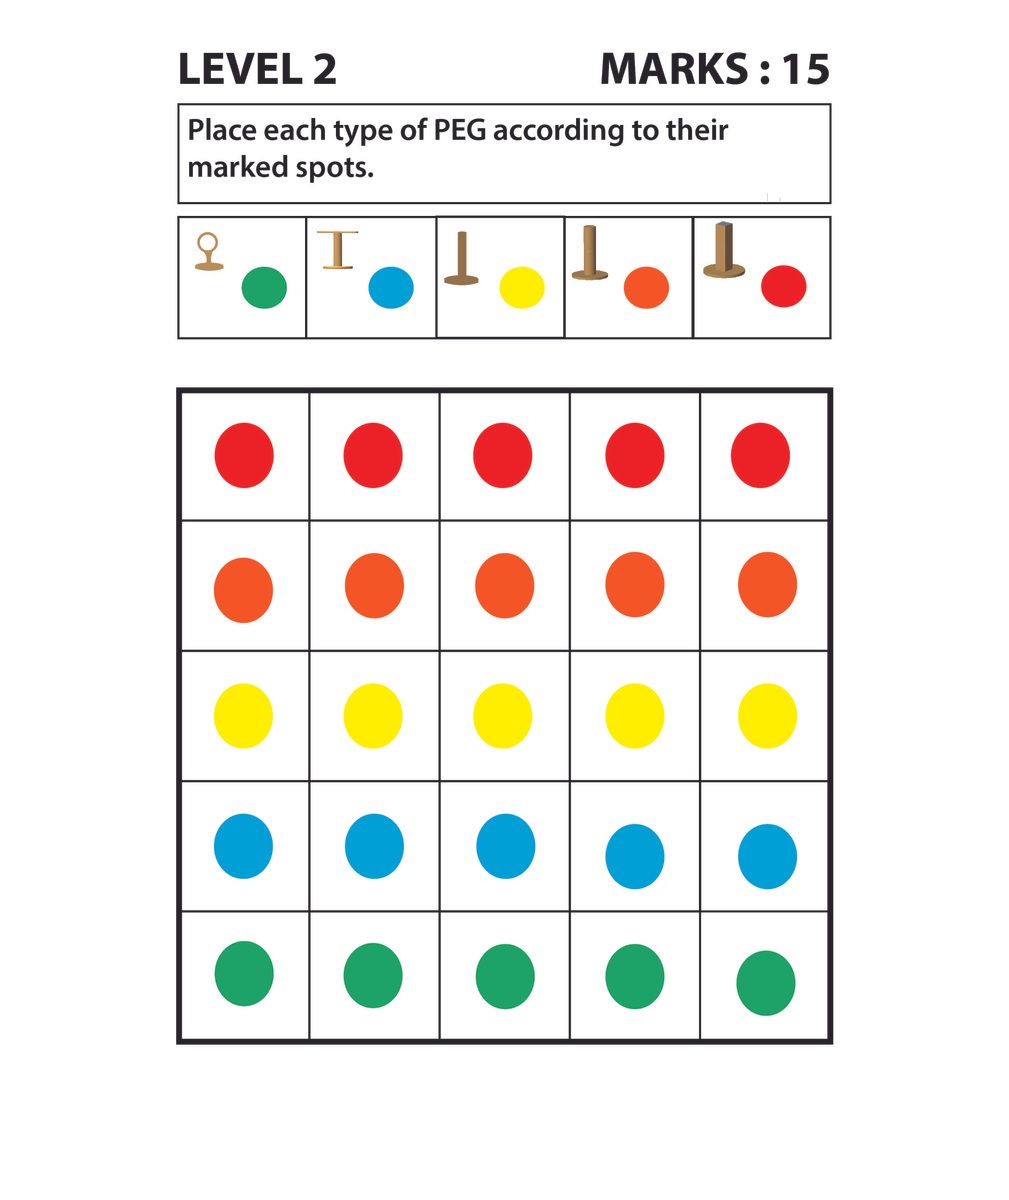 LEVEL 2 MARKS : 15
Place each type of PEG according to their
marked spots.